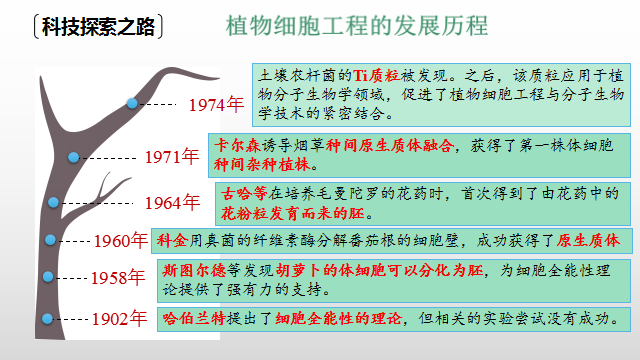 科技探索之路
植物细胞工程的发展历程
土壤农杆菌的Ti质粒被发现。之后，该质粒应用于植
物分子生物学领域，促进了植物细胞工程与分子生物
学技术的紧密结合。
1974年
卡尔森诱导烟草种间原生质体融合，获得了第一株体细胞
种间杂种植株。
1971年
古哈等在培养毛曼陀罗的花药时，首次得到了由花药中的
花粉粒发育而来的胚。
1964年
1960年
科金用真菌的纤维素酶分解番茄根的细胞壁，成功获得了原生质体
斯图尔德等发现胡萝卜的体细胞可以分化为胚，为细胞全能性理
论提供了强有力的支持。
1958年
1902年
哈伯兰特提出了细胞全能性的理论，但相关的实验尝试没有成功。